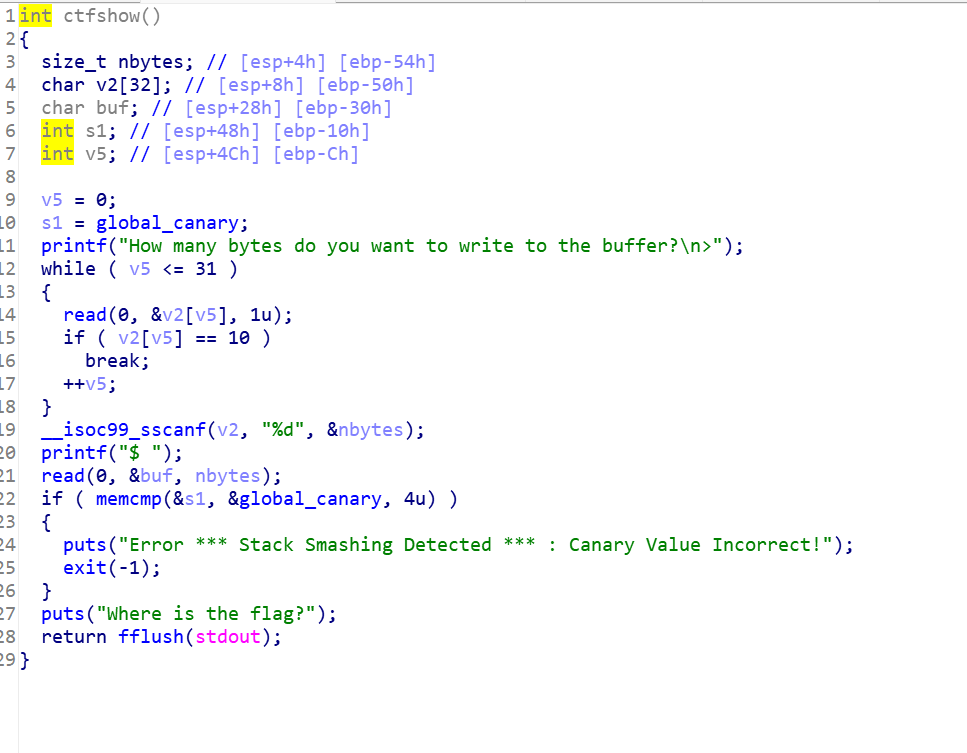 1 int ctfshow()
2 {
3   size_t nbytes; // [esp+4h] [ebp-54h]
4   char v2[32]; // [esp+8h] [ebp-50h]
5   char buf; // [esp+28h] [ebp-30h]
6   int s1; // [esp+48h] [ebp-10h]
7   int v5; // [esp+4Ch] [ebp-Ch]
8
9   v5 = 0;
10   s1 = global_canary;
11   printf("How many bytes do you want to write to the buffer?\n>");
12   while ( v5 <= 31 )
13   {
14     read(0, &v2[v5], 1u);
15     if ( v2[v5] == 10 )
16       break;
17     ++v5;
18   }
19   __isoc99_sscanf(v2, "%d", &nbytes);
20   printf("$ ");
21   read(0, &buf, nbytes);
22   if ( memcmp(&s1, &global_canary, 4u) )
23   {
24     puts("Error *** Stack Smashing Detected *** : Canary Value Incorrect!");
25     exit(-1);
26   }
27   puts("Where is the flag?");
28   return fflush(stdout);
29 }